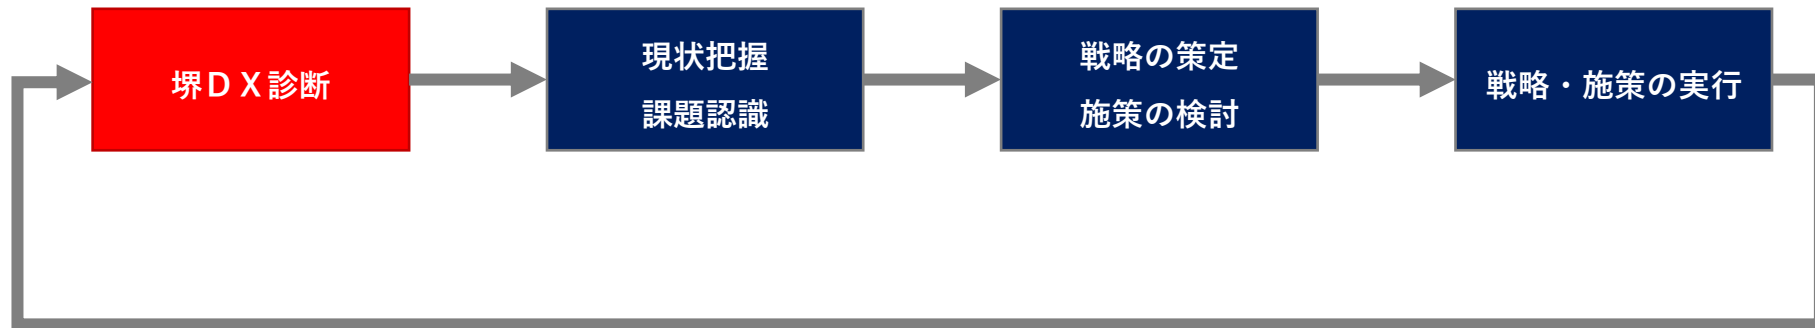 堺ＤＸ診断
現状把握
課題認識
戦略の策定
施策の検討
戦略・施策の実行